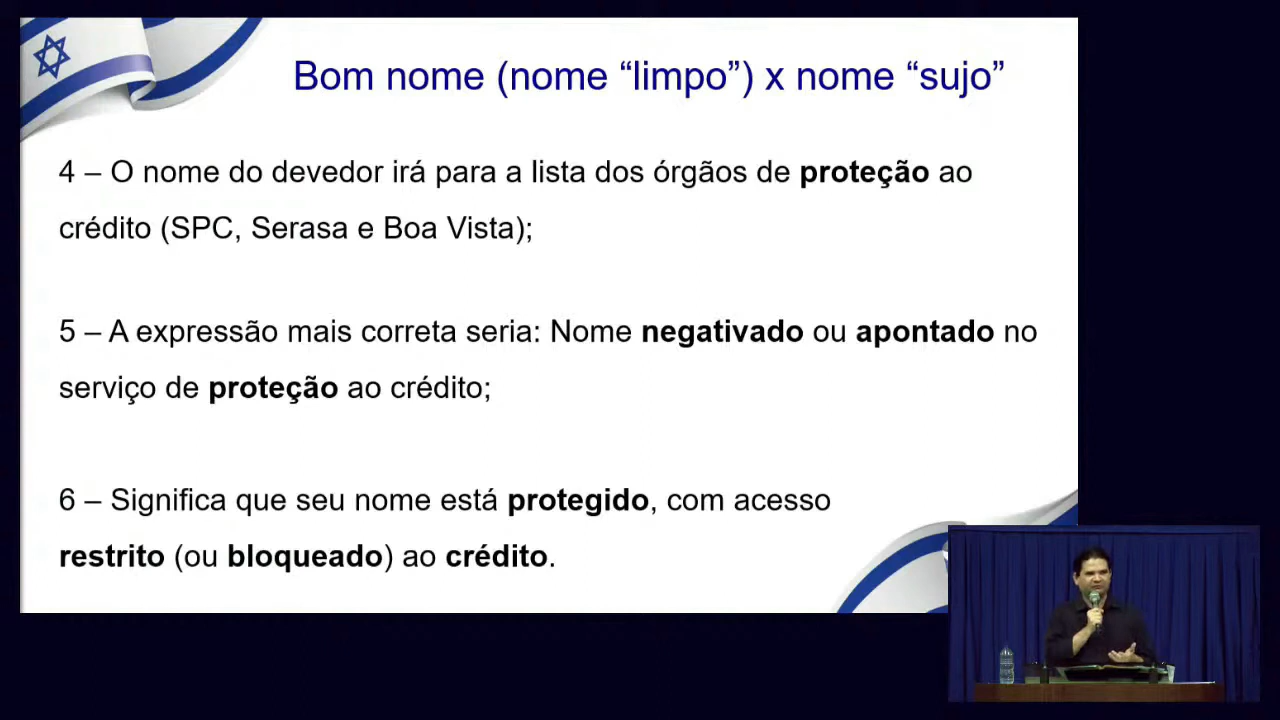 Bom nome (nome “limpo”) x nome “sujo”
4 – O nome do devedor irá para a lista dos órgãos de proteção ao
crédito (SPC, Serasa e Boa Vista);
5 – A expressão mais correta seria: Nome negativado ou apontado no
serviço de proteção ao crédito;
6 – Significa que seu nome está protegido, com acesso
restrito (ou bloqueado) ao crédito.